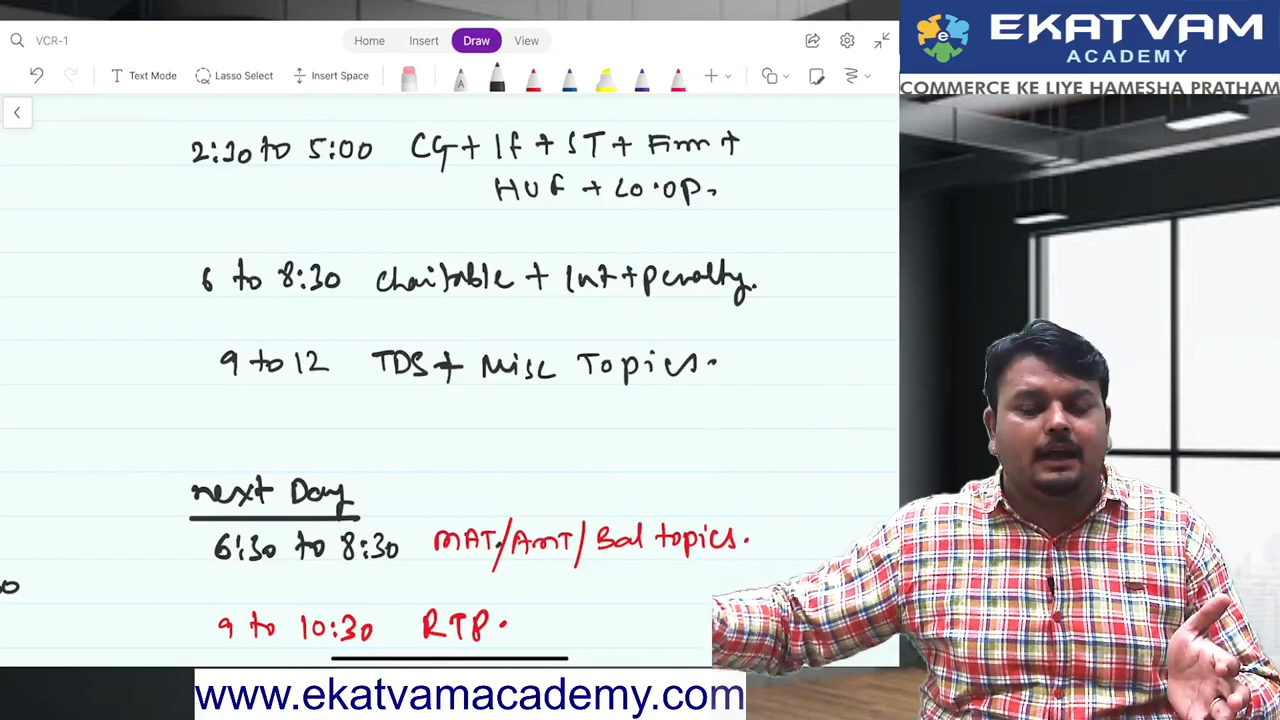 VCR-1
Home Insert Draw View
Text Mode Lasso Select Insert Space
EKATVAM
ACADEMY
COMMERCE KE LIYE HAMESHA PRATHAM
2:30 to 5:00 CG + If + ST + Firm +
HUF + Co.op.
6 to 8:30 Charitable + Int + penalty.
9 to 12 TDS + Misc Topics.
next Day
6:30 to 8:30 MAT/AMT/Bal topics.
9 to 10:30 RTP.
www.ekatvamacademy.com